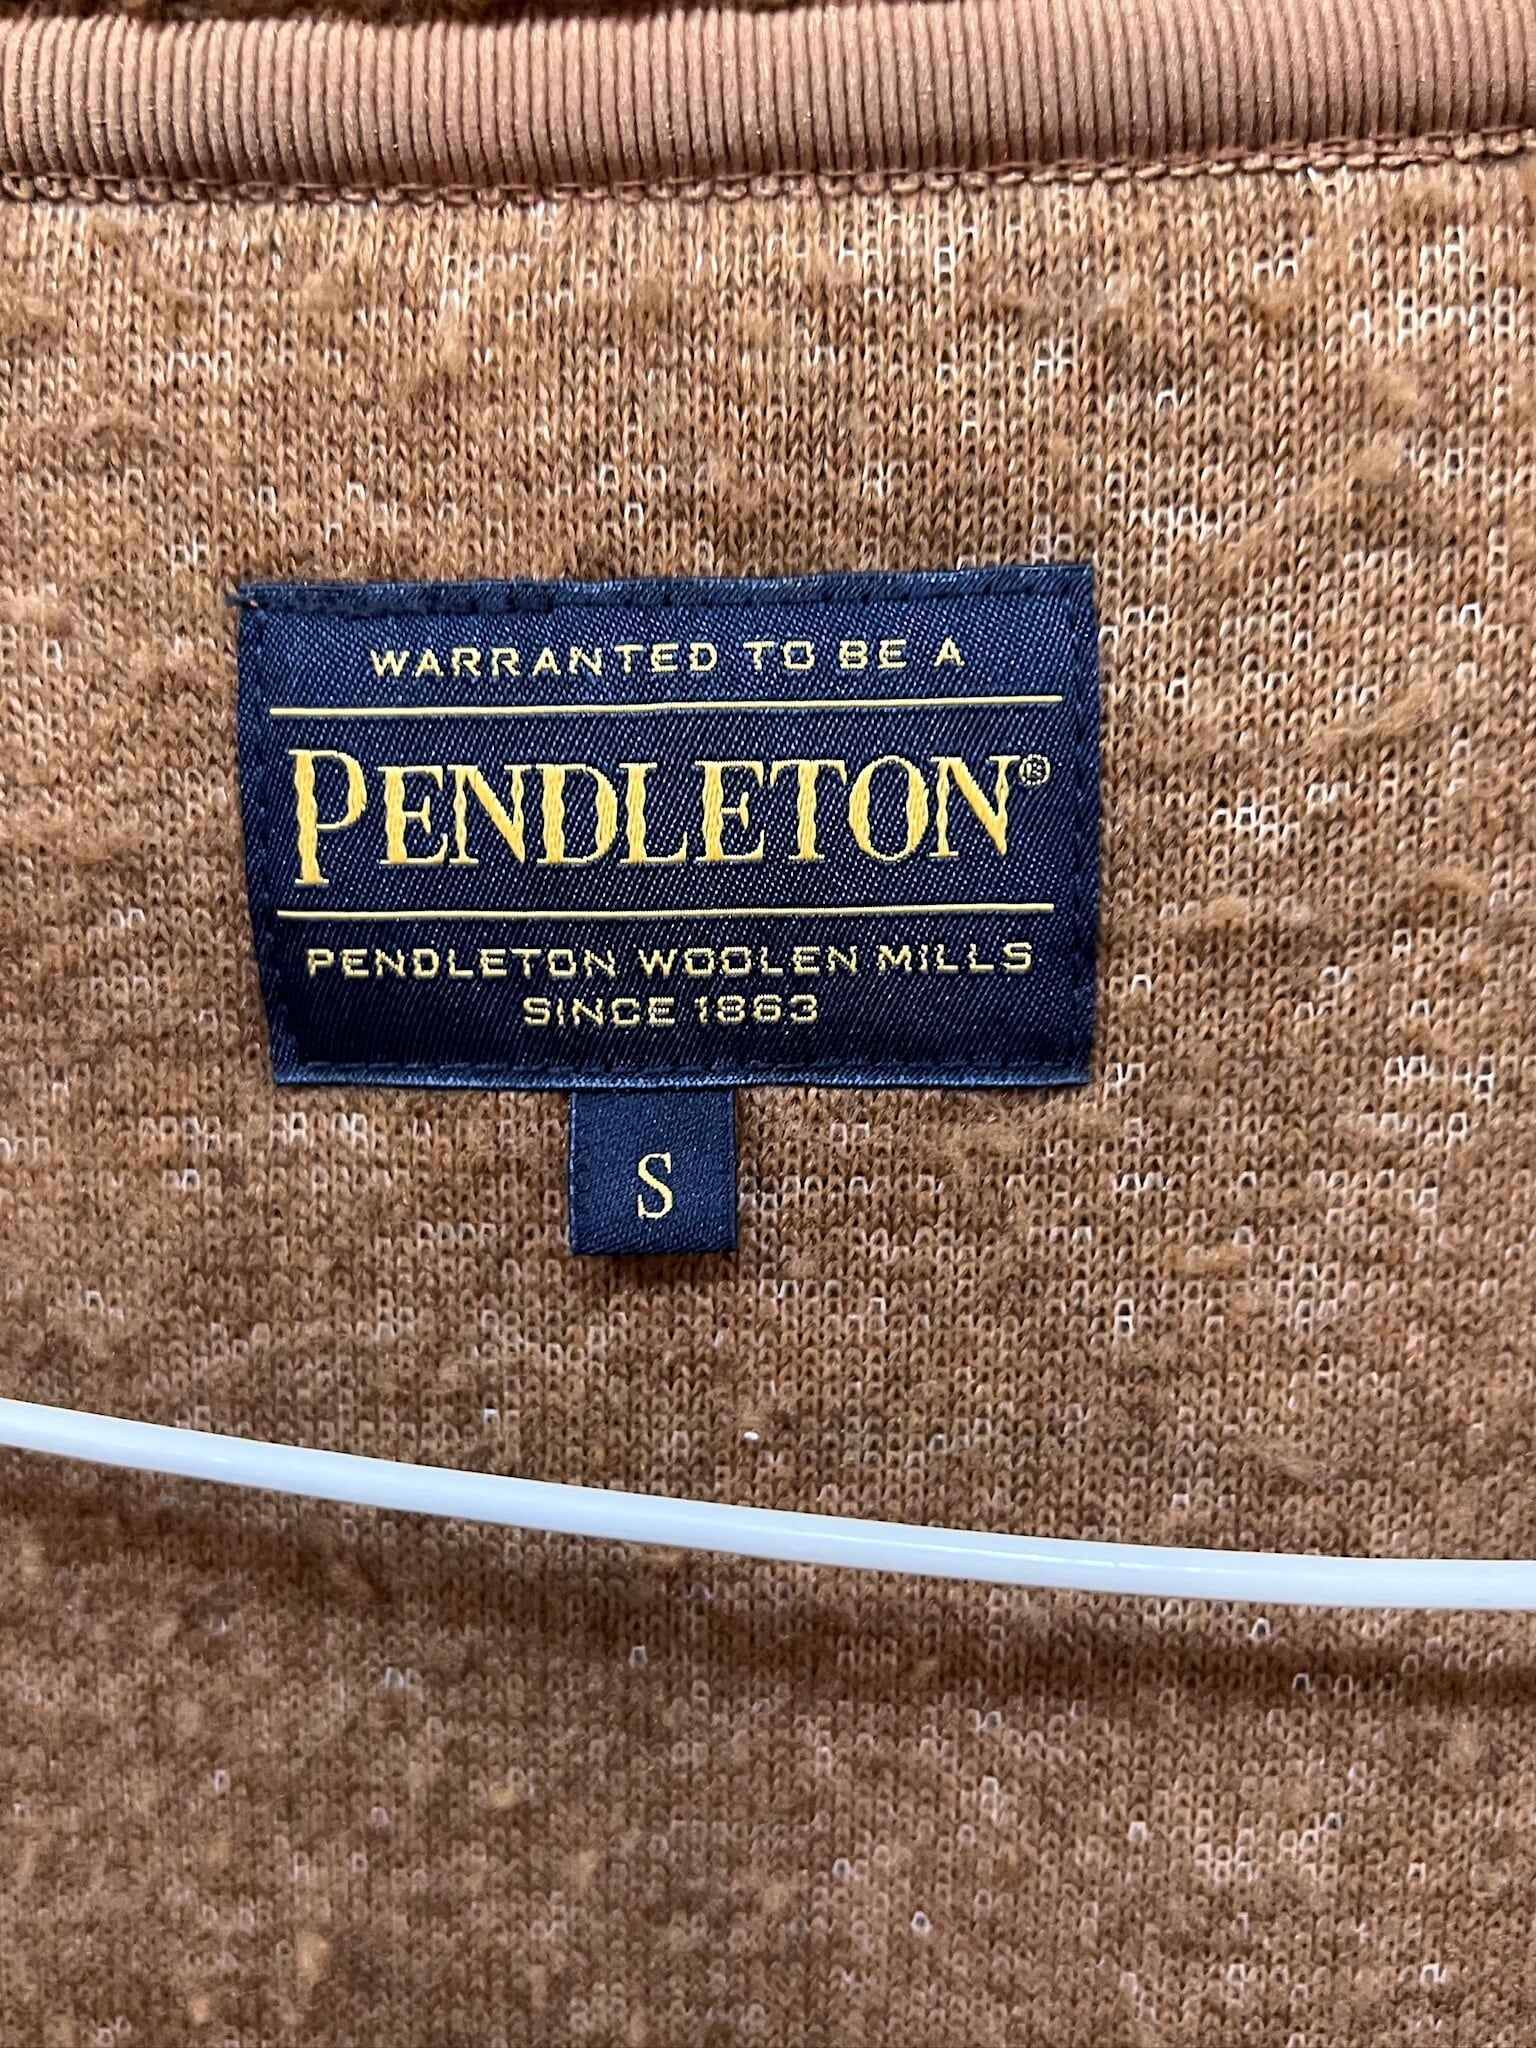 WARRANTED TO BE A
PENDLETON®
PENDLETON WOOLEN MILLS
SINCE 1863
S